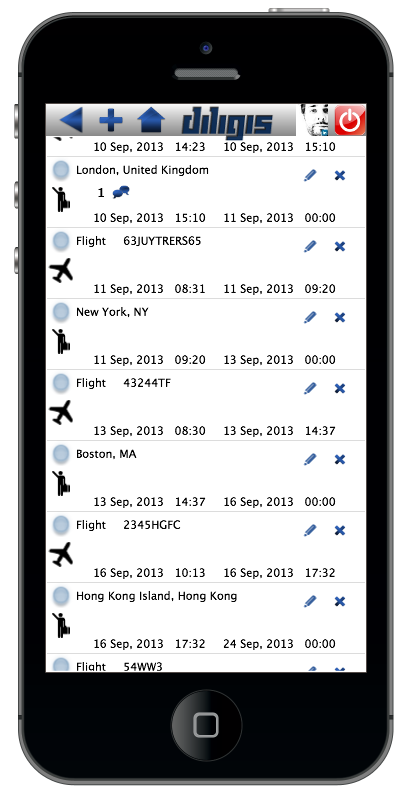 diligis
10 Sep, 2013 14:23 10 Sep, 2013 15:10
London, United Kingdom
1
10 Sep, 2013 15:10 11 Sep, 2013 00:00
Flight 63JUYTRERS65
11 Sep, 2013 08:31 11 Sep, 2013 09:20
New York, NY
11 Sep, 2013 09:20 13 Sep, 2013 00:00
Flight 43244TF
13 Sep, 2013 08:30 13 Sep, 2013 14:37
Boston, MA
13 Sep, 2013 14:37 16 Sep, 2013 00:00
Flight 2345HGFC
16 Sep, 2013 10:13 16 Sep, 2013 17:32
Hong Kong Island, Hong Kong
16 Sep, 2013 17:32 24 Sep, 2013 00:00
Flight 54WW3